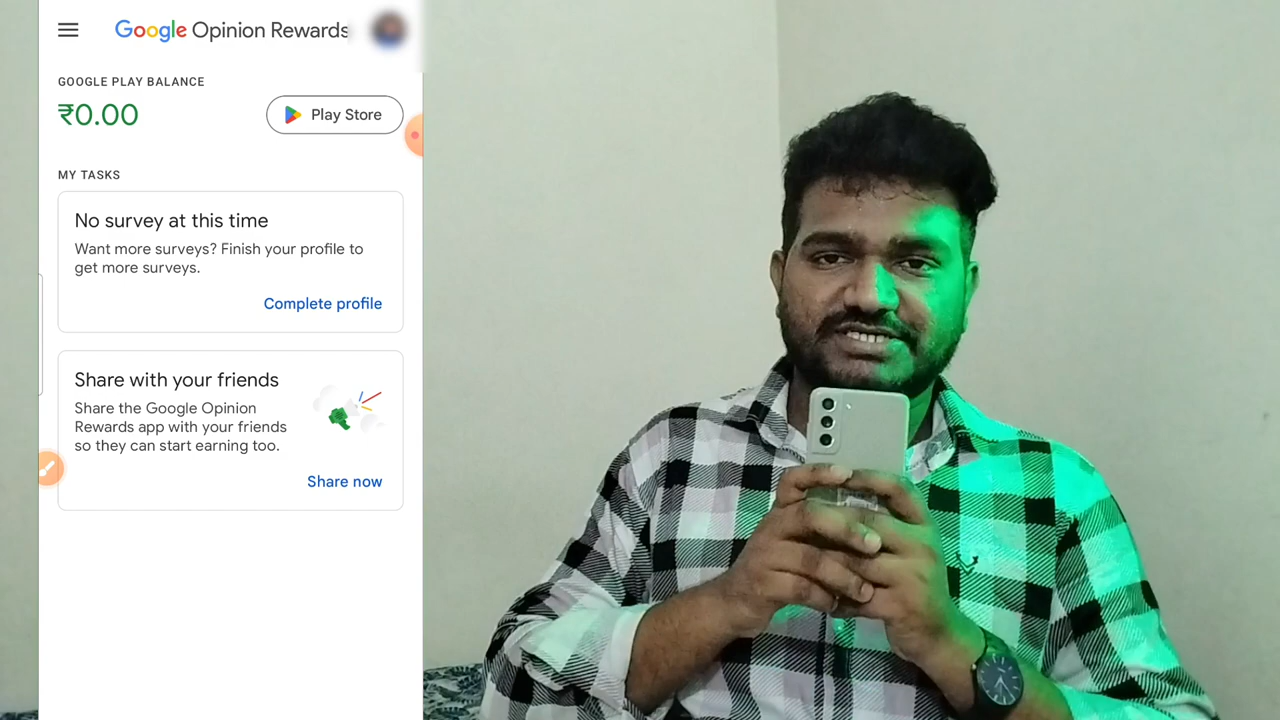 Google Opinion Rewards
GOOGLE PLAY BALANCE
₹0.00
Play Store
MY TASKS
No survey at this time
Want more surveys? Finish your profile to
get more surveys.
Complete profile
Share with your friends
Share the Google Opinion
Rewards app with your friends
so they can start earning too.
Share now